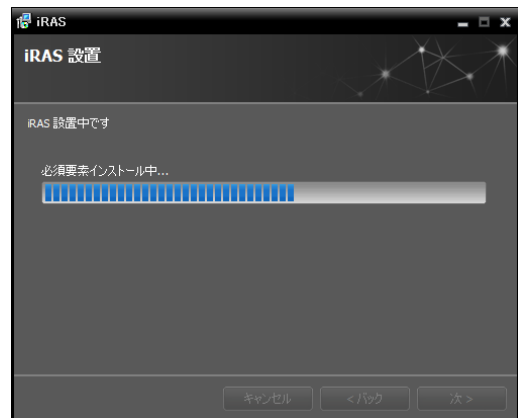 iRAS
iRAS 設置
iRAS 設置中です
必須要素インストール中...
キャンセル
< バック
次 >